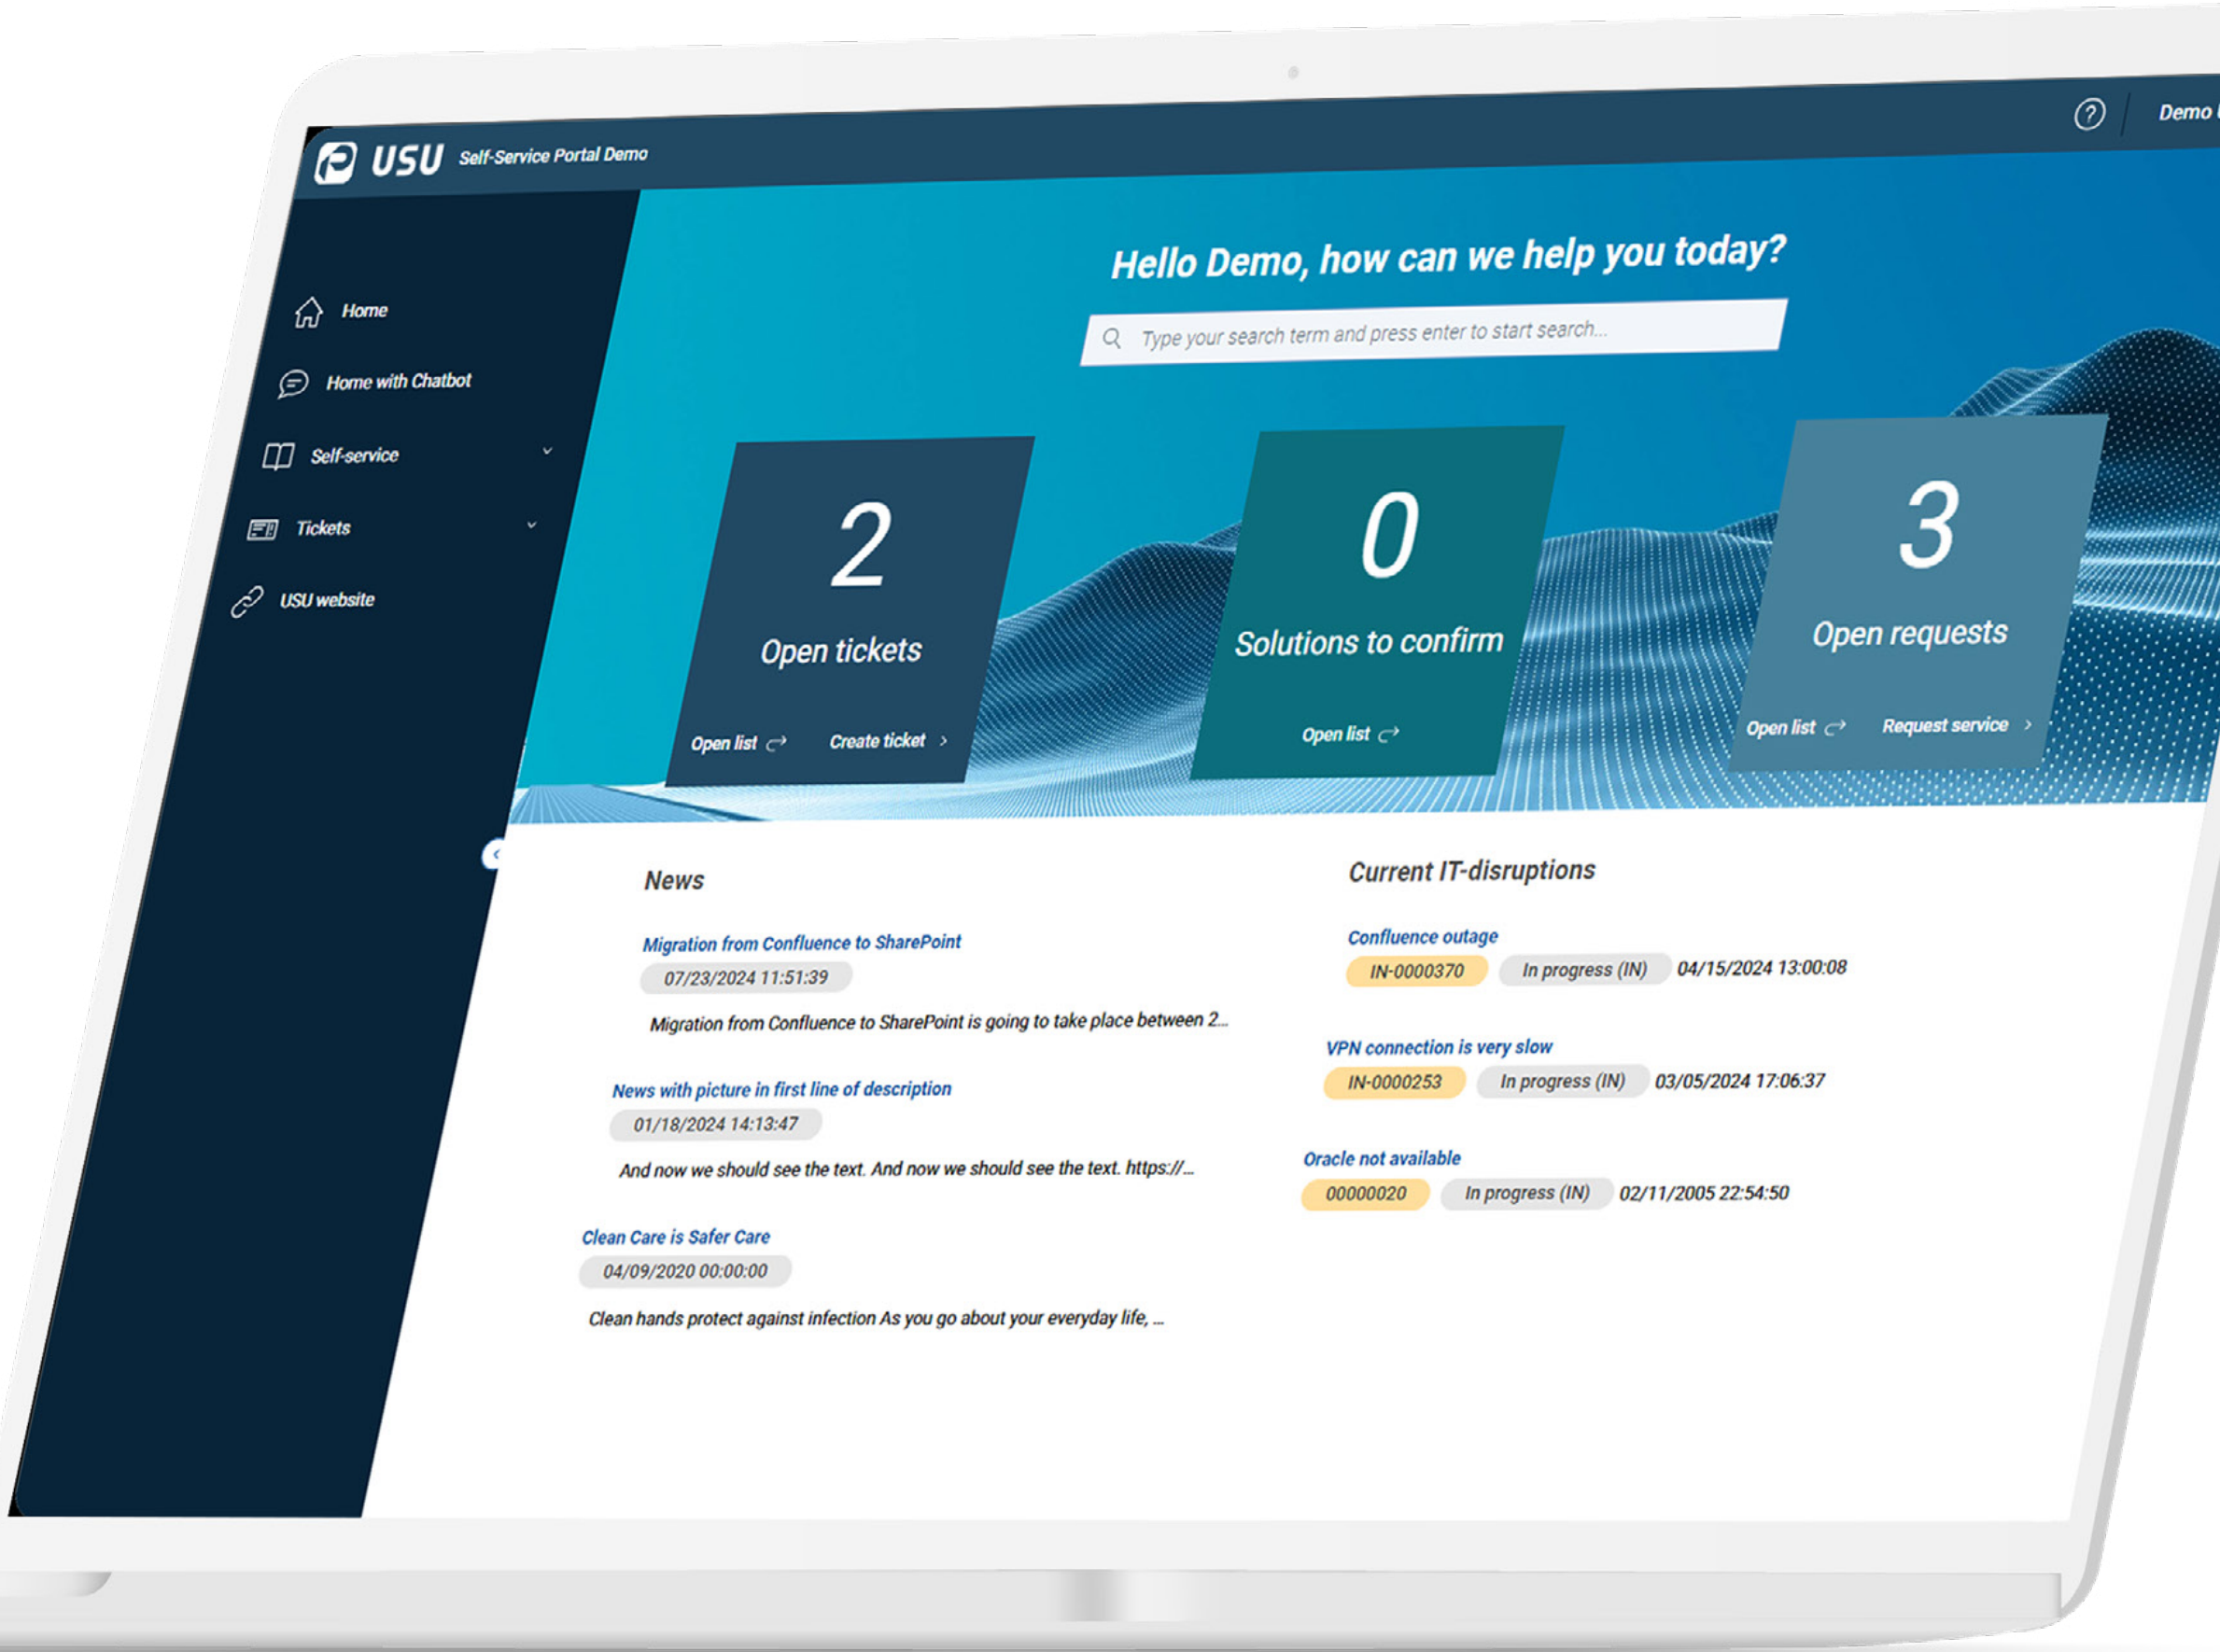 USU Self-Service Portal Demo
Demo
Home
Home with Chatbot
Self-service
Tickets
USU website
Hello Demo, how can we help you today?
Type your search term and press enter to start search...
2
Open tickets
Open list
Create ticket
0
Solutions to confirm
Open list
3
Open requests
Open list
Request service
News
Migration from Confluence to SharePoint
07/23/2024 11:51:39
Migration from Confluence to SharePoint is going to take place between 2...
News with picture in first line of description
01/18/2024 14:13:47
And now we should see the text. And now we should see the text. https://...
Clean Care is Safer Care
04/09/2020 00:00:00
Clean hands protect against infection As you go about your everyday life, ...
Current IT-disruptions
Confluence outage
IN-0000370 In progress (IN) 04/15/2024 13:00:08
VPN connection is very slow
IN-0000253 In progress (IN) 03/05/2024 17:06:37
Oracle not available
00000020 In progress (IN) 02/11/2005 22:54:50